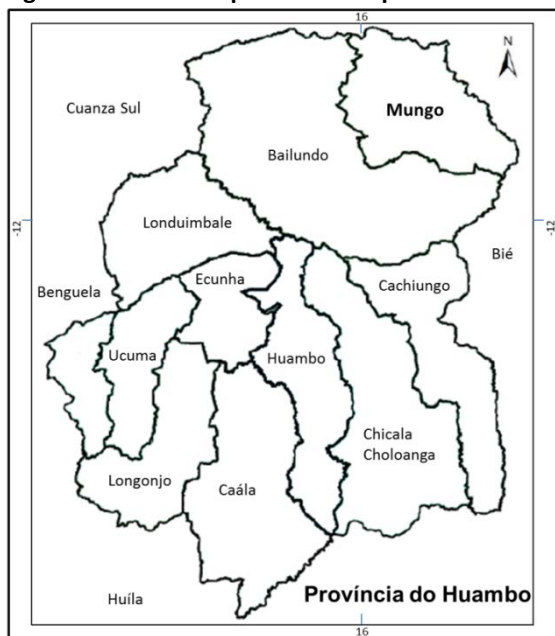 16
N
Cuanza Sul
Mungo
Bailundo
-12
-12
Londuimbale
Bié
Ecunha
Benguela
Cachiungo
Ucuma
Huambo
Chicala
Choloanga
Longonjo
Caála
Província do Huambo
Huíla
16